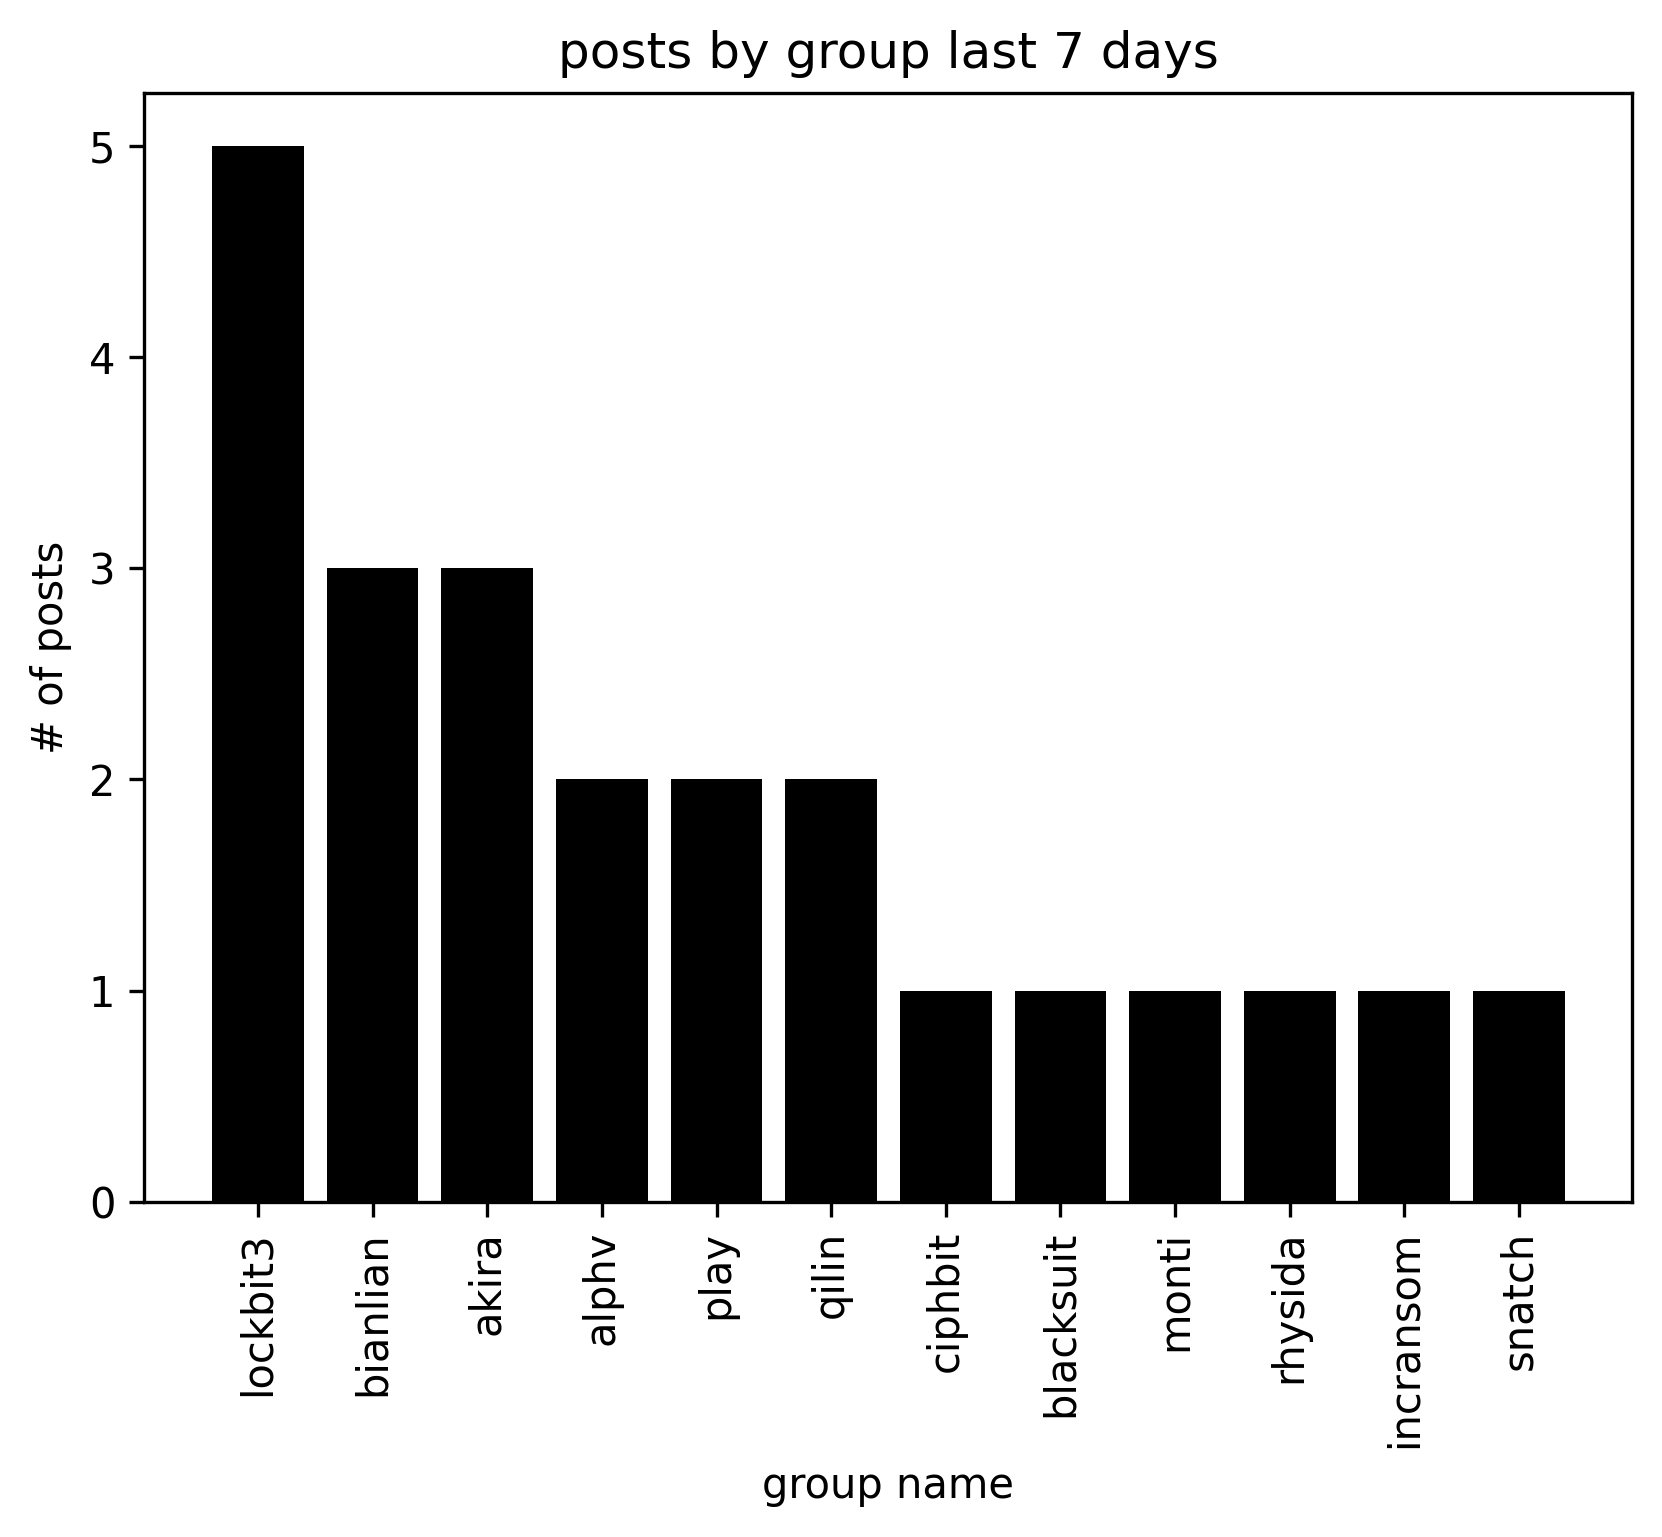 posts by group last 7 days
# of posts
5
4
3
2
1
0
lockbit3
bianlian
akira
alphv
play
qilin
ciphbit
blacksuit
monti
rhysida
incransom
snatch
group name